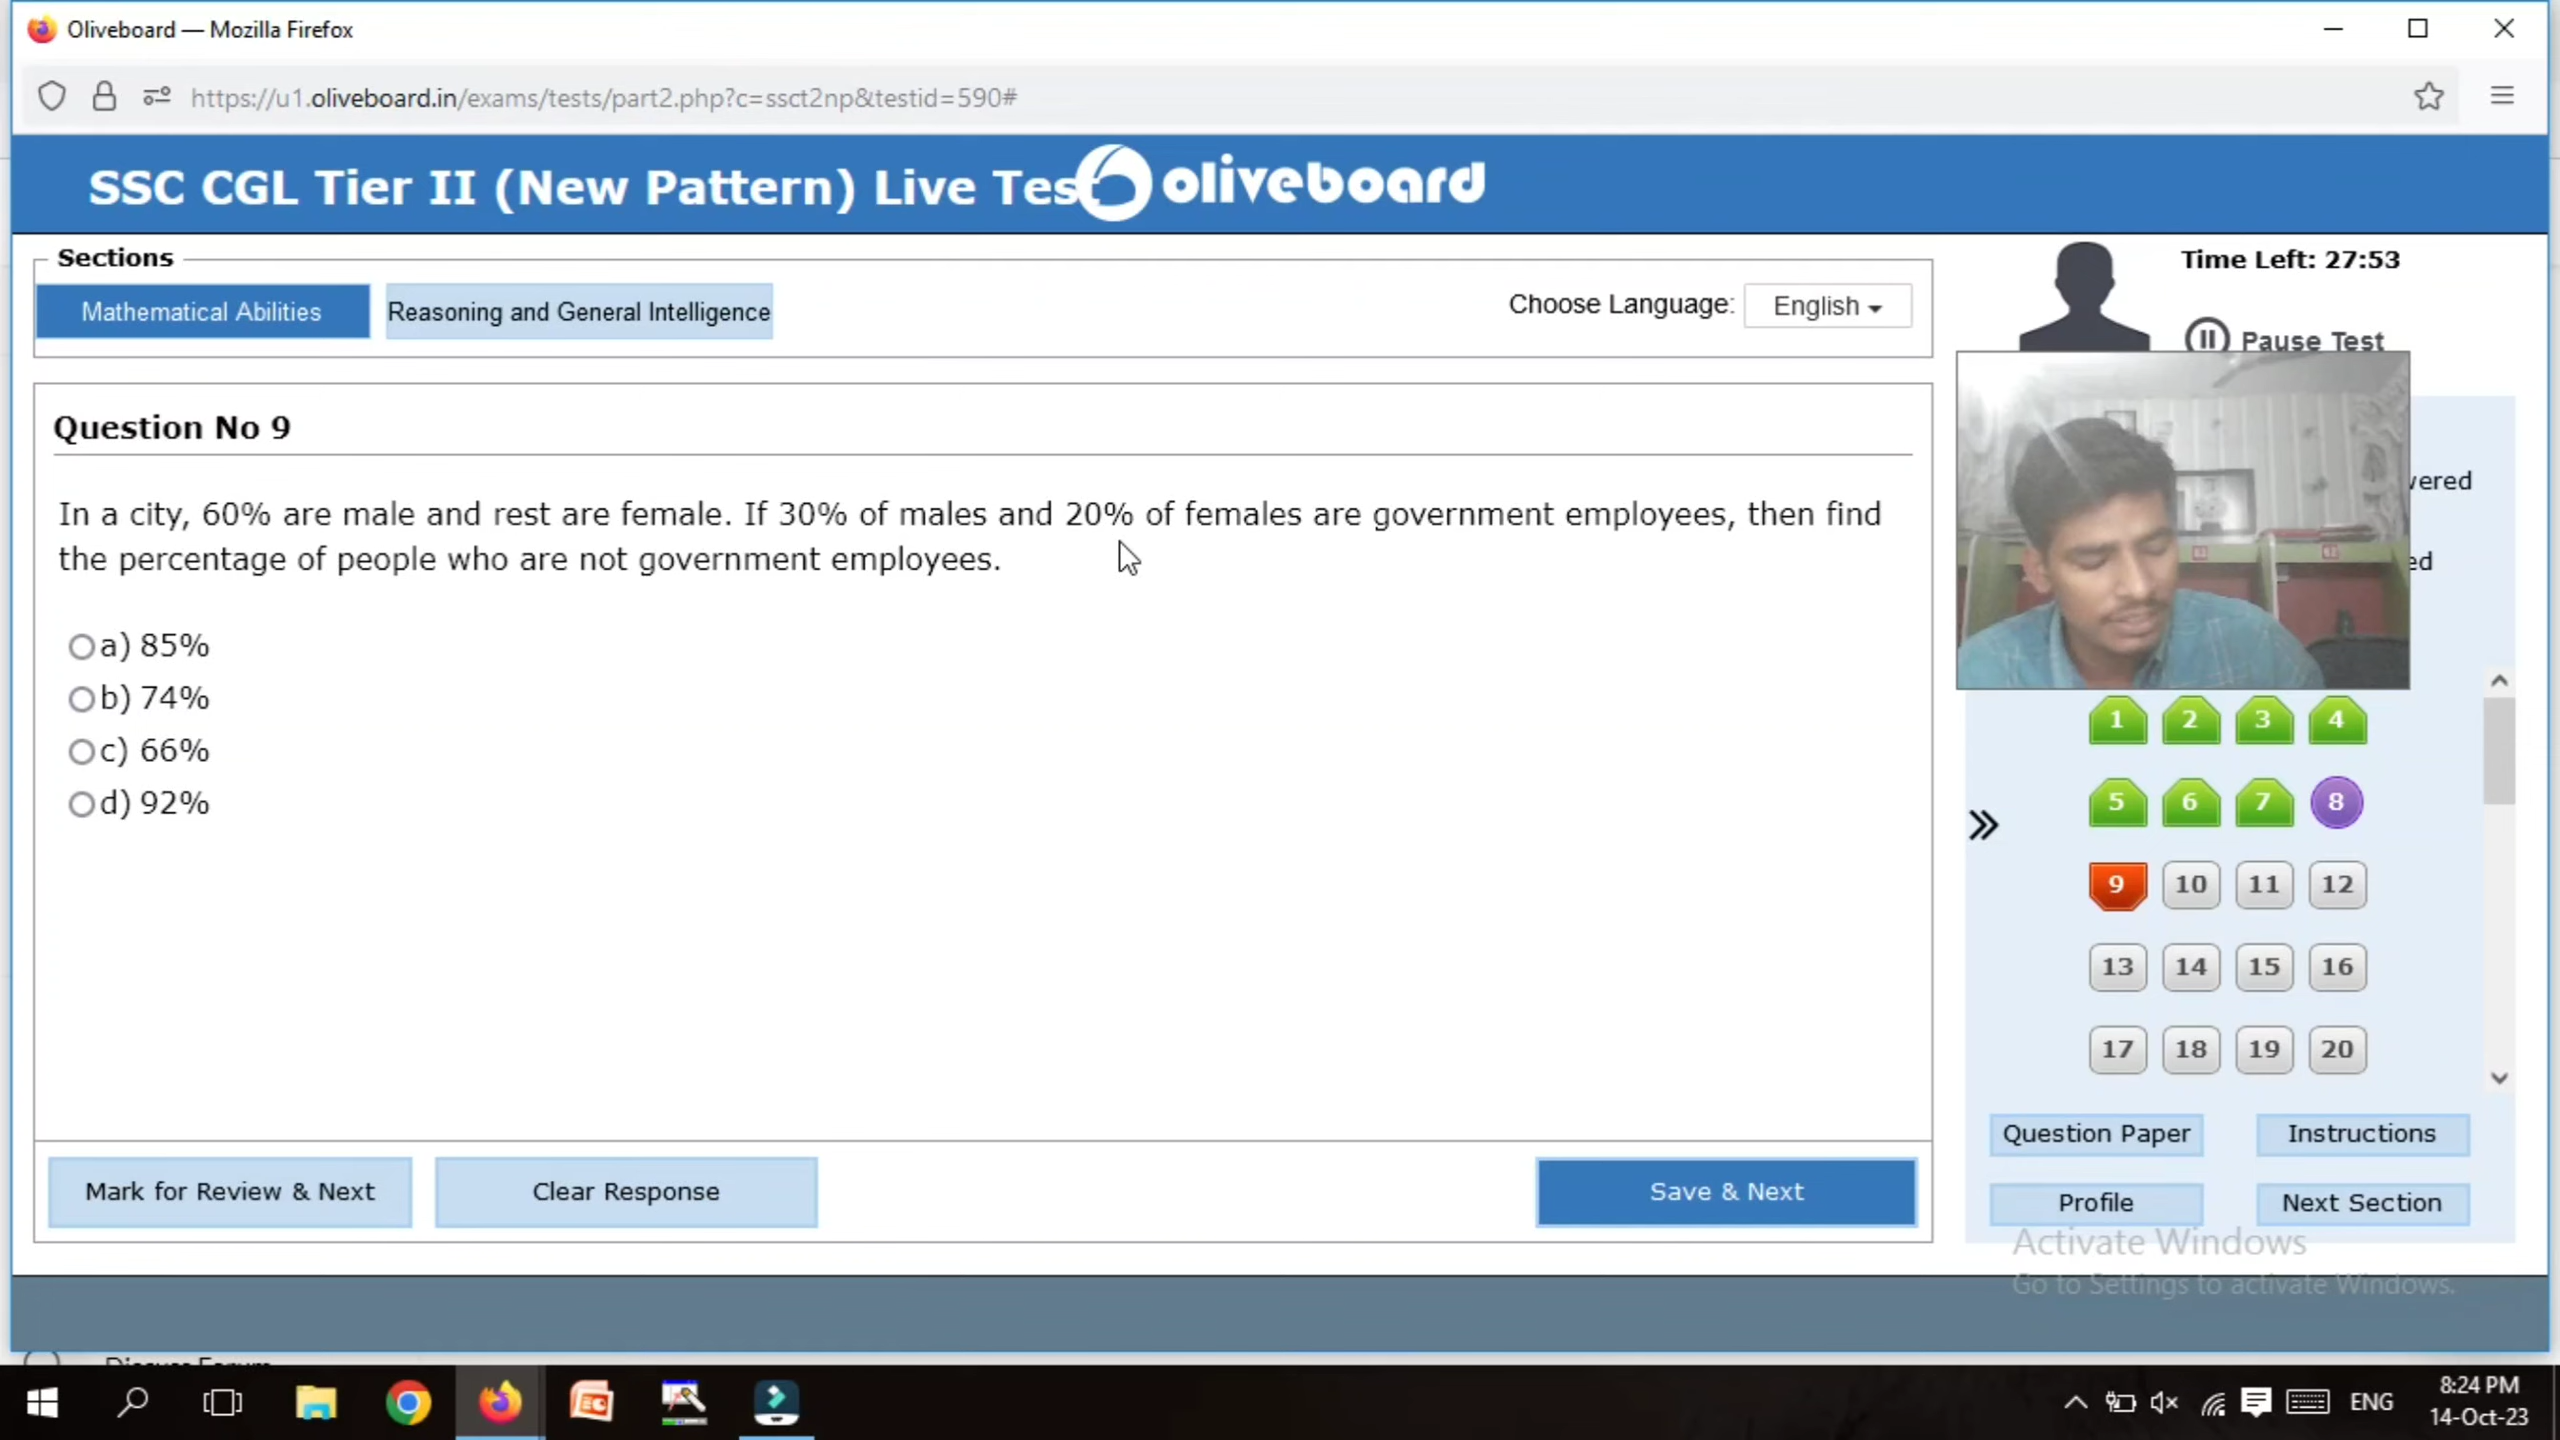 Oliveboard — Mozilla Firefox
https://u1.oliveboard.in/exams/tests/part2.php?c=ssct2np&testid=590#
SSC CGL Tier II (New Pattern) Live Tes
oliveboard
Sections
Mathematical Abilities
Reasoning and General Intelligence
Choose Language:
English
Time Left: 27:53
Pause Test
Question No 9
In a city, 60% are male and rest are female. If 30% of males and 20% of females are government employees, then find
the percentage of people who are not government employees.
a) 85%
b) 74%
c) 66%
d) 92%
1 2 3 4
5 6 7 8
9 10 11 12
13 14 15 16
17 18 19 20
Question Paper
Instructions
Profile
Next Section
Mark for Review & Next
Clear Response
Save & Next
Activate Windows
Go to Settings to activate Windows.
ENG
8:24 PM
14-Oct-23